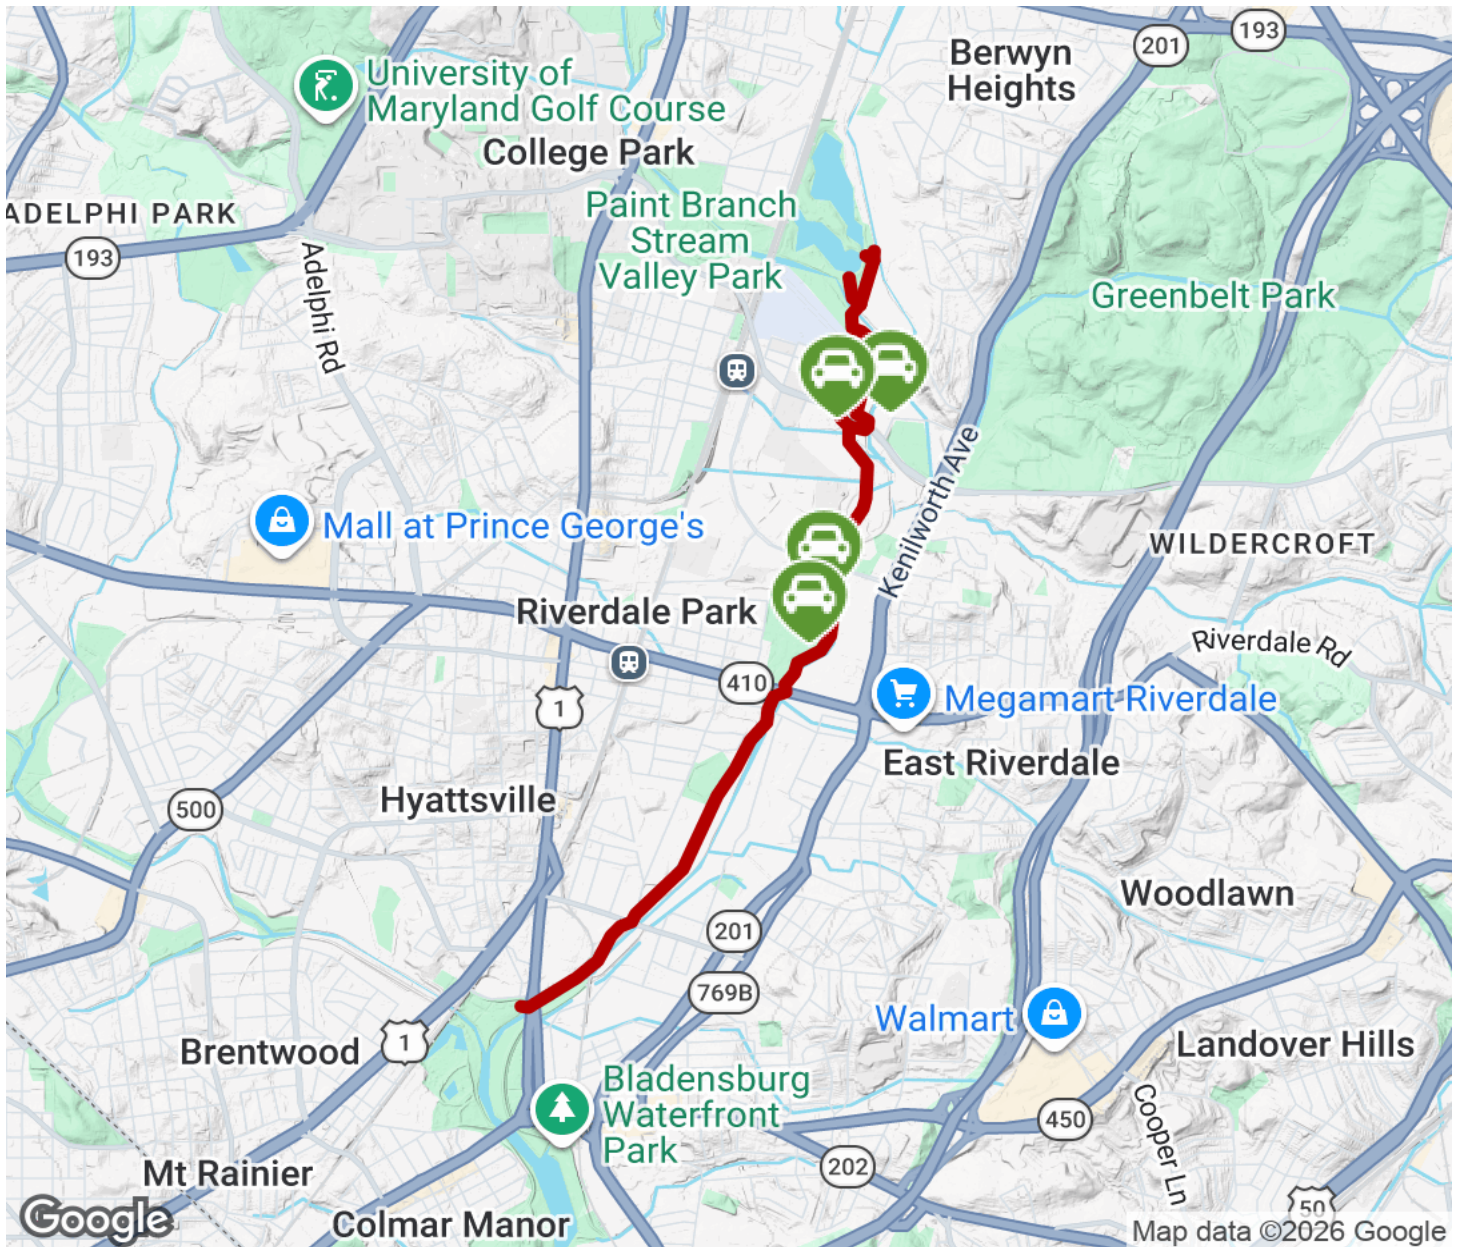 Berwyn
Heights
201
193
University of
Maryland Golf Course
College Park
ADELPHI PARK
193
Adelphi Rd
Paint Branch
Stream
Valley Park
Greenbelt Park
Kenilworth Ave
Mall at Prince George's
WILDERCROFT
Riverdale Park
Riverdale Rd
410
1
Megamart Riverdale
East Riverdale
Hyattsville
500
Woodlawn
201
769B
Walmart
Brentwood
1
Landover Hills
Bladensburg
Waterfront
Park
450
Cooper Ln
202
Mt Rainier
50
Colmar Manor
Google
Map data ©2026 Google